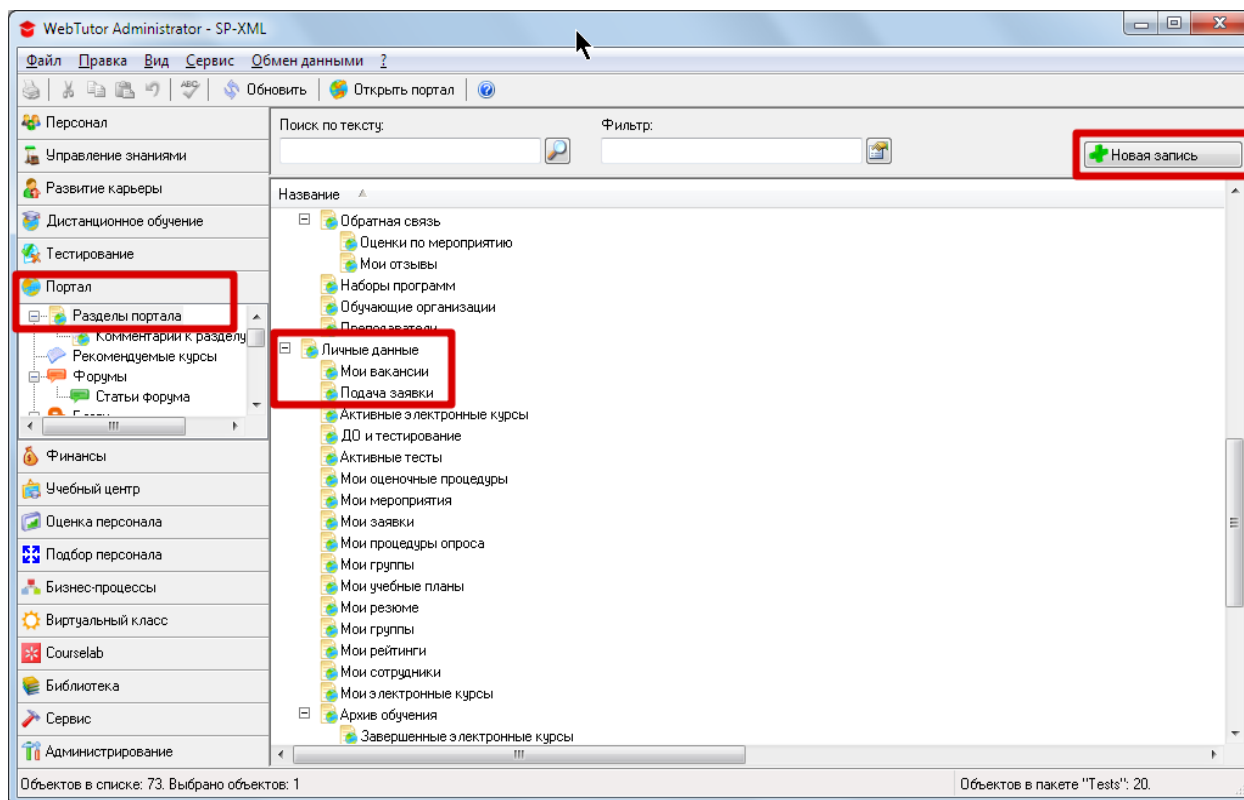 WebTutor Administrator - SP-XML
Файл Правка Вид Сервис Обмен данными ?
ABC Обновить Открыть портал
Персонал
Управление знаниями
Развитие карьеры
Дистанционное обучение
Тестирование
Портал
Разделы портала
Комментарии к разделу
Рекомендуемые курсы
Форумы
Статьи форума
Финансы
Учебный центр
Оценка персонала
Подбор персонала
Бизнес-процессы
Виртуальный класс
Courselab
Библиотека
Сервис
Администрирование
Поиск по тексту: Фильтр:
Новая запись
Название
Обратная связь
Оценки по мероприятию
Мои отзывы
Наборы программ
Обучающие организации
Преподаватели
Личные данные
Мои вакансии
Подача заявки
Активные электронные курсы
ДО и тестирование
Активные тесты
Мои оценочные процедуры
Мои мероприятия
Мои заявки
Мои процедуры опроса
Мои группы
Мои учебные планы
Мои резюме
Мои группы
Мои рейтинги
Мои сотрудники
Мои электронные курсы
Архив обучения
Завершенные электронные курсы
Объектов в списке: 73. Выбрано объектов: 1 Объектов в пакете "Tests": 20.